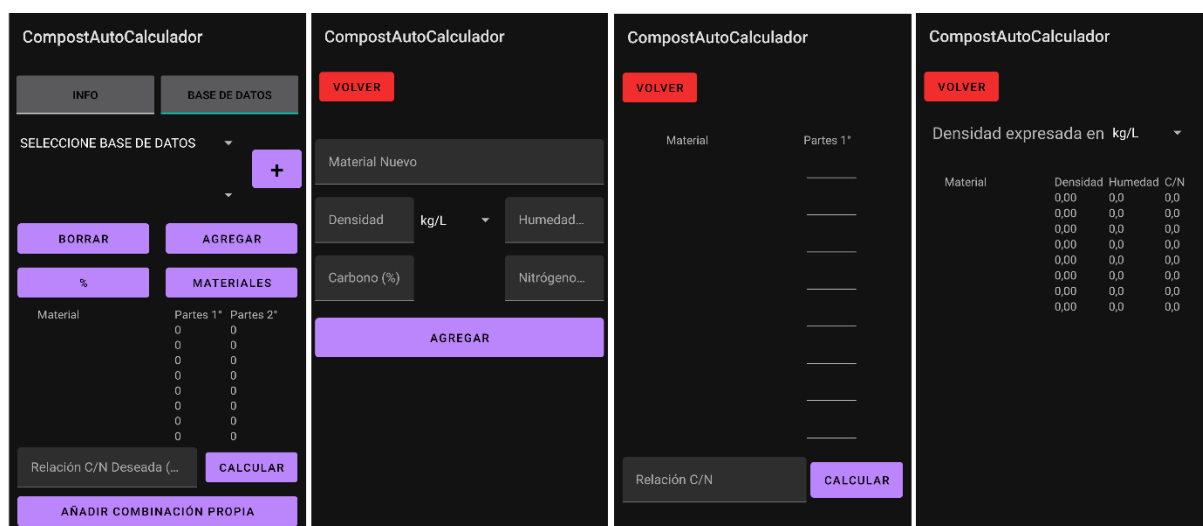 CompostAutoCalculador
INFO BASE DE DATOS
SELECCIONE BASE DE DATOS
+
BORRAR AGREGAR
% MATERIALES
Material Partes 1° Partes 2°
0 0
0 0
0 0
0 0
0 0
0 0
0 0
0 0
Relación C/N Deseada (...
CALCULAR
AÑADIR COMBINACIÓN PROPIA
CompostAutoCalculador
VOLVER
Material Nuevo
Densidad kg/L Humedad...
Carbono (%) Nitrógeno...
AGREGAR
CompostAutoCalculador
VOLVER
Material Partes 1°
Relación C/N CALCULAR
CompostAutoCalculador
VOLVER
Densidad expresada en kg/L
Material Densidad Humedad C/N
0,00 0,0 0,0
0,00 0,0 0,0
0,00 0,0 0,0
0,00 0,0 0,0
0,00 0,0 0,0
0,00 0,0 0,0
0,00 0,0 0,0
0,00 0,0 0,0